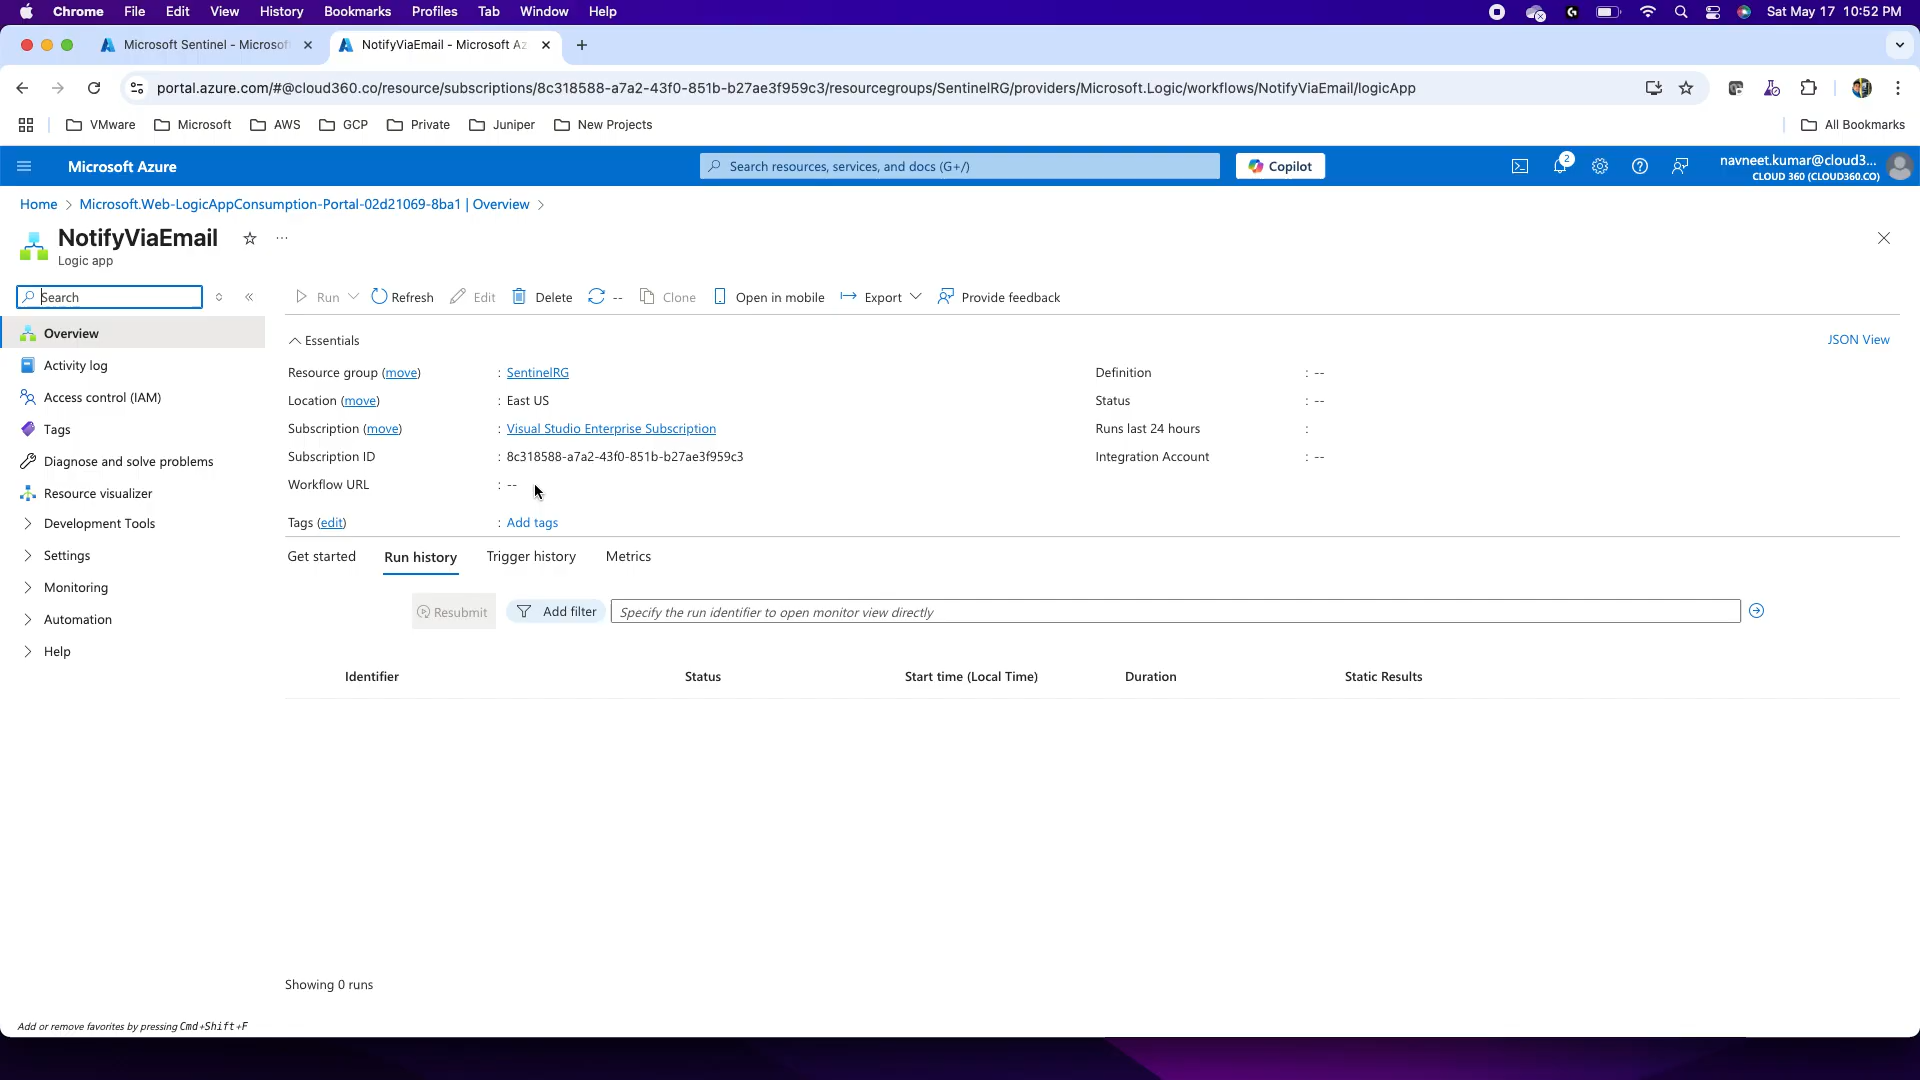 Chrome File Edit View History Bookmarks Profiles Tab Window Help Sat May 17 10:52 PM
Microsoft Sentinel - Microsof NotifyViaEmail - Microsoft Az
portal.azure.com/#@cloud360.co/resource/subscriptions/8c318588-a7a2-43f0-851b-b27ae3f959c3/resourcegroups/SentinelRG/providers/Microsoft.Logic/workflows/NotifyViaEmail/logicApp
VMware Microsoft AWS GCP Private Juniper New Projects All Bookmarks
Microsoft Azure Search resources, services, and docs (G+/) Copilot 2 navneet.kumar@cloud3...
CLOUD 360 (CLOUD360.CO)
Home > Microsoft.Web-LogicAppConsumption-Portal-02d21069-8ba1 | Overview >
NotifyViaEmail ...
Logic app
Search Run Refresh Edit Delete -- Clone Open in mobile Export Provide feedback
Overview
Activity log
Access control (IAM)
Tags
Diagnose and solve problems
Resource visualizer
Development Tools
Settings
Monitoring
Automation
Help
Essentials JSON View
Resource group (move) : SentinelRG
Location (move) : East US
Subscription (move) : Visual Studio Enterprise Subscription
Subscription ID : 8c318588-a7a2-43f0-851b-b27ae3f959c3
Workflow URL : --
Definition : --
Status : --
Runs last 24 hours :
Integration Account : --
Tags (edit) : Add tags
Get started Run history Trigger history Metrics
Resubmit Add filter Specify the run identifier to open monitor view directly
Identifier Status Start time (Local Time) Duration Static Results
Showing 0 runs
Add or remove favorites by pressing Cmd+Shift+F